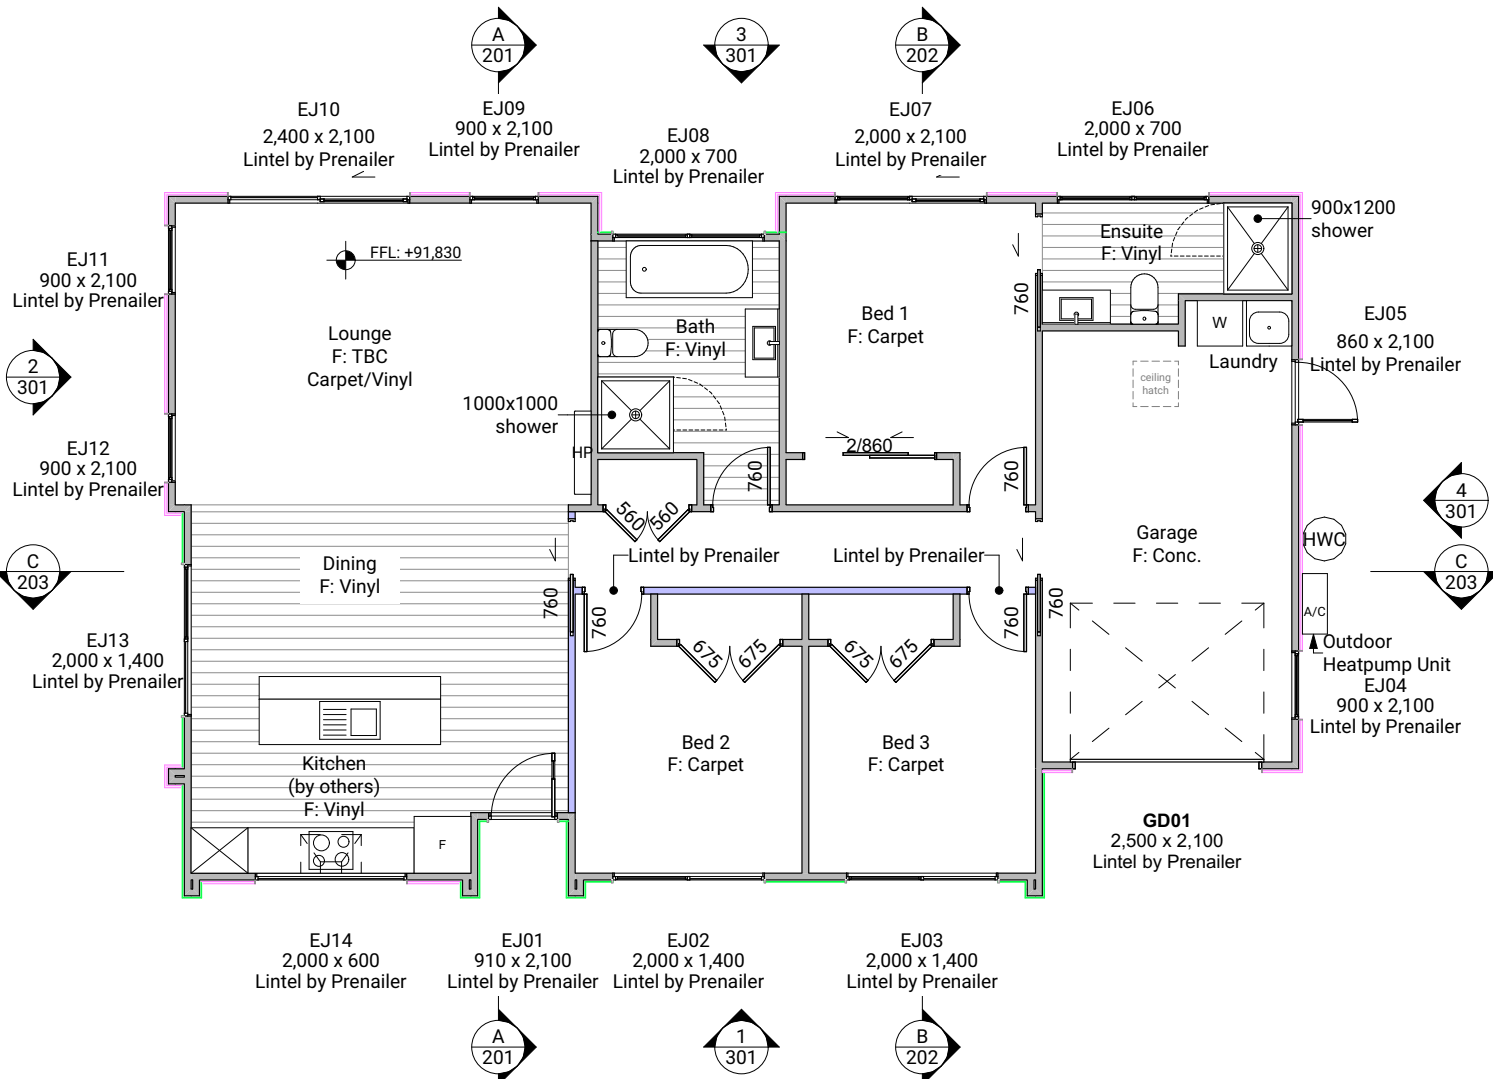 A
201
3
301
B
202
EJ10
2,400 x 2,100
Lintel by Prenailer
EJ09
900 x 2,100
Lintel by Prenailer
EJ08
2,000 x 700
Lintel by Prenailer
EJ07
2,000 x 2,100
Lintel by Prenailer
EJ06
2,000 x 700
Lintel by Prenailer
900x1200
shower
Ensuite
F: Vinyl
FFL: +91,830
EJ11
900 x 2,100
Lintel by Prenailer
760
Bed 1
F: Carpet
Bath
F: Vinyl
Lounge
F: TBC
Carpet/Vinyl
W
Laundry
EJ05
860 x 2,100
Lintel by Prenailer
2
301
ceiling
hatch
1000x1000
shower
HP
2/860
760
760
EJ12
900 x 2,100
Lintel by Prenailer
4
301
560
560
Garage
F: Conc.
HWC
Lintel by Prenailer
Lintel by Prenailer
Dining
F: Vinyl
C
203
C
203
760
760
760
760
A/C
Outdoor
Heatpump Unit
EJ13
2,000 x 1,400
Lintel by Prenailer
675
675
675
675
EJ04
900 x 2,100
Lintel by Prenailer
Bed 2
F: Carpet
Bed 3
F: Carpet
Kitchen
(by others)
F: Vinyl
F
GD01
2,500 x 2,100
Lintel by Prenailer
EJ14
2,000 x 600
Lintel by Prenailer
EJ01
910 x 2,100
Lintel by Prenailer
EJ02
2,000 x 1,400
Lintel by Prenailer
EJ03
2,000 x 1,400
Lintel by Prenailer
A
201
1
301
B
202